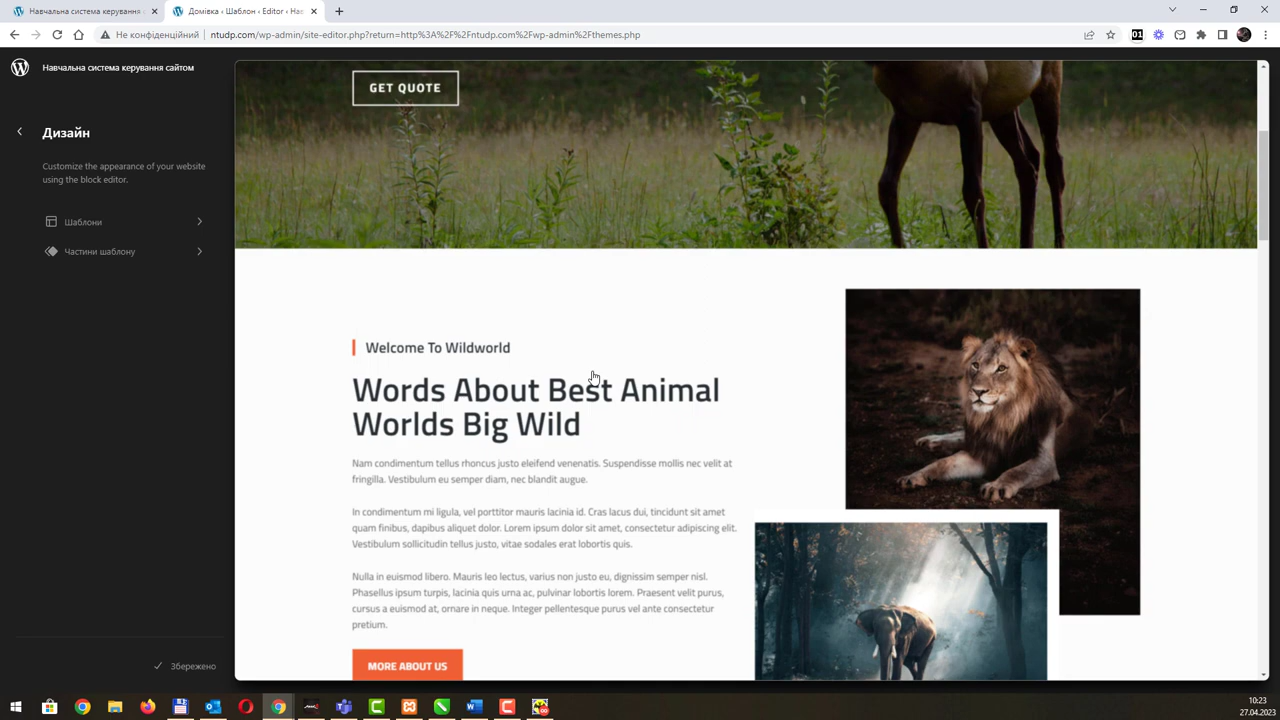 Навчальна система керування
Домівка ‹ Шаблон ‹ Editor ‹ Нав
Не конфіденційний
ntudp.com/wp-admin/site-editor.php?return=http%3A%2F%2Fntudp.com%2Fwp-admin%2Fthemes.php
01
Навчальна система керування сайтом
Дизайн
Customize the appearance of your website
using the block editor.
Шаблони
Частини шаблону
Збережено
GET QUOTE
Welcome To Wildworld
Words About Best Animal
Worlds Big Wild
Nam condimentum tellus rhoncus justo eleifend venenatis. Suspendisse mollis nec velit at
fringilla. Vestibulum eu semper diam, nec blandit augue.
In condimentum mi ligula, vel porttitor mauris lacinia id. Cras lacus dui, tincidunt sit amet
quam finibus, dapibus aliquet dolor. Lorem ipsum dolor sit amet, consectetur adipiscing elit.
Vestibulum sollicitudin tellus justo, vitae sodales erat lobortis quis.
Nulla in euismod libero. Mauris leo lectus, varius non justo eu, dignissim semper nisl.
Phasellus ipsum turpis, lacinia quis urna ac, pulvinar lobortis lorem. Praesent velit purus,
cursus a euismod at, ornare in neque. Integer pellentesque purus vel ante consectetur
pretium.
MORE ABOUT US
10:23
27.04.2023